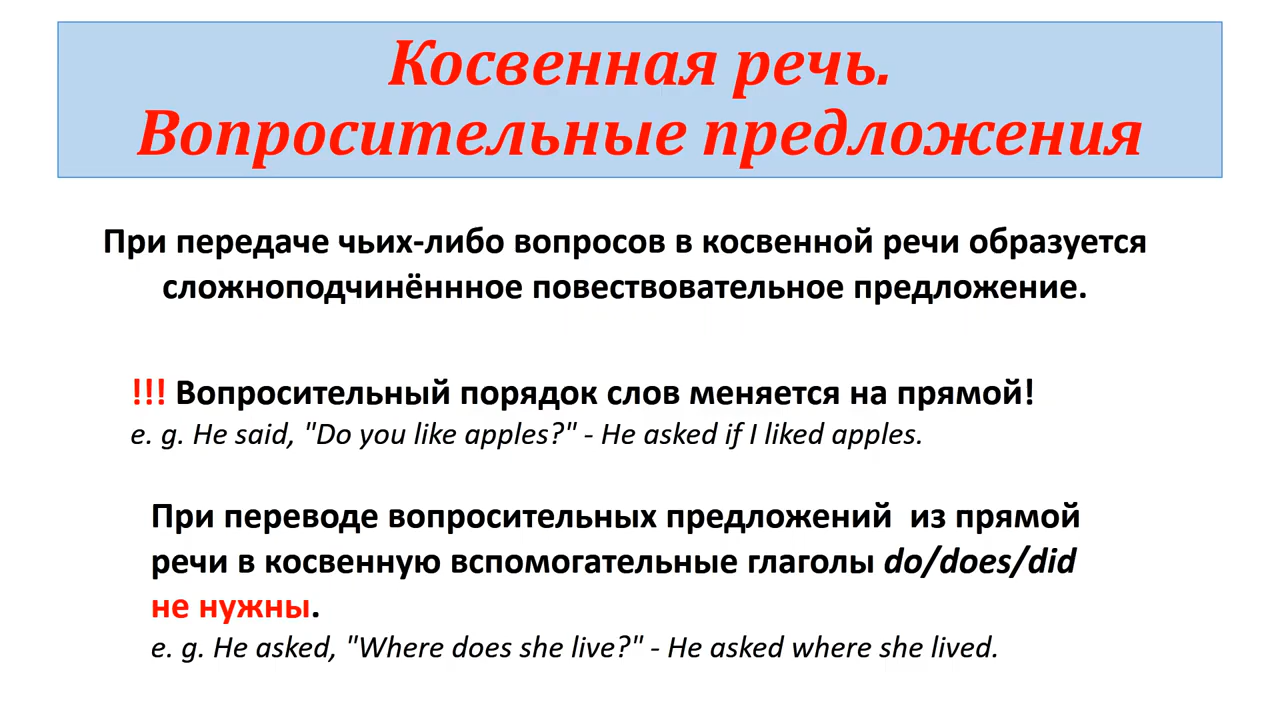 Косвенная речь.
Вопросительные предложения
При передаче чьих-либо вопросов в косвенной речи образуется
сложноподчинённное повествовательное предложение.
!!! Вопросительный порядок слов меняется на прямой!
e. g. He said, "Do you like apples?" - He asked if I liked apples.
При переводе вопросительных предложений из прямой
речи в косвенную вспомогательные глаголы do/does/did
не нужны.
e. g. He asked, "Where does she live?" - He asked where she lived.